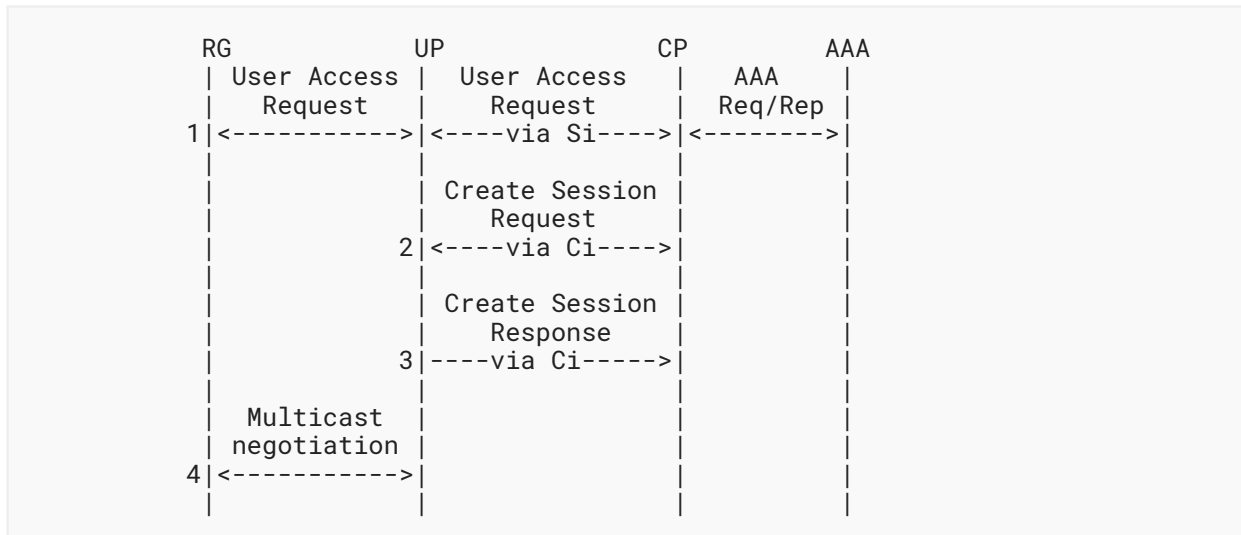 RG             UP                CP         AAA
| User Access  |  User Access    |    AAA     |
|   Request    |    Request      |   Req/Rep  |
1|<----------->|<----via Si---->|<-------->|
|              |                 |            |
|              | Create Session  |            |
|              |    Request      |            |
|             2|<----via Ci---->|            |
|              |                 |            |
|              | Create Session  |            |
|              |    Response     |            |
|             3|----via Ci----->|            |
|              |                 |            |
|  Multicast   |                 |            |
| negotiation  |                 |            |
4|<----------->|                 |            |
|              |                 |            |